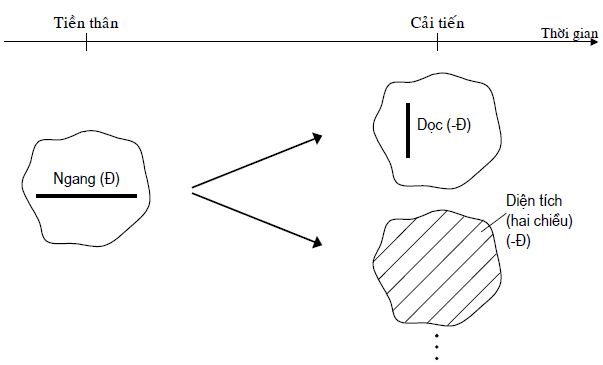 Tiền thân
Cải tiến
Thời gian
Ngang (Đ)
Dọc (-Đ)
Diện tích
(hai chiều)
(-Đ)